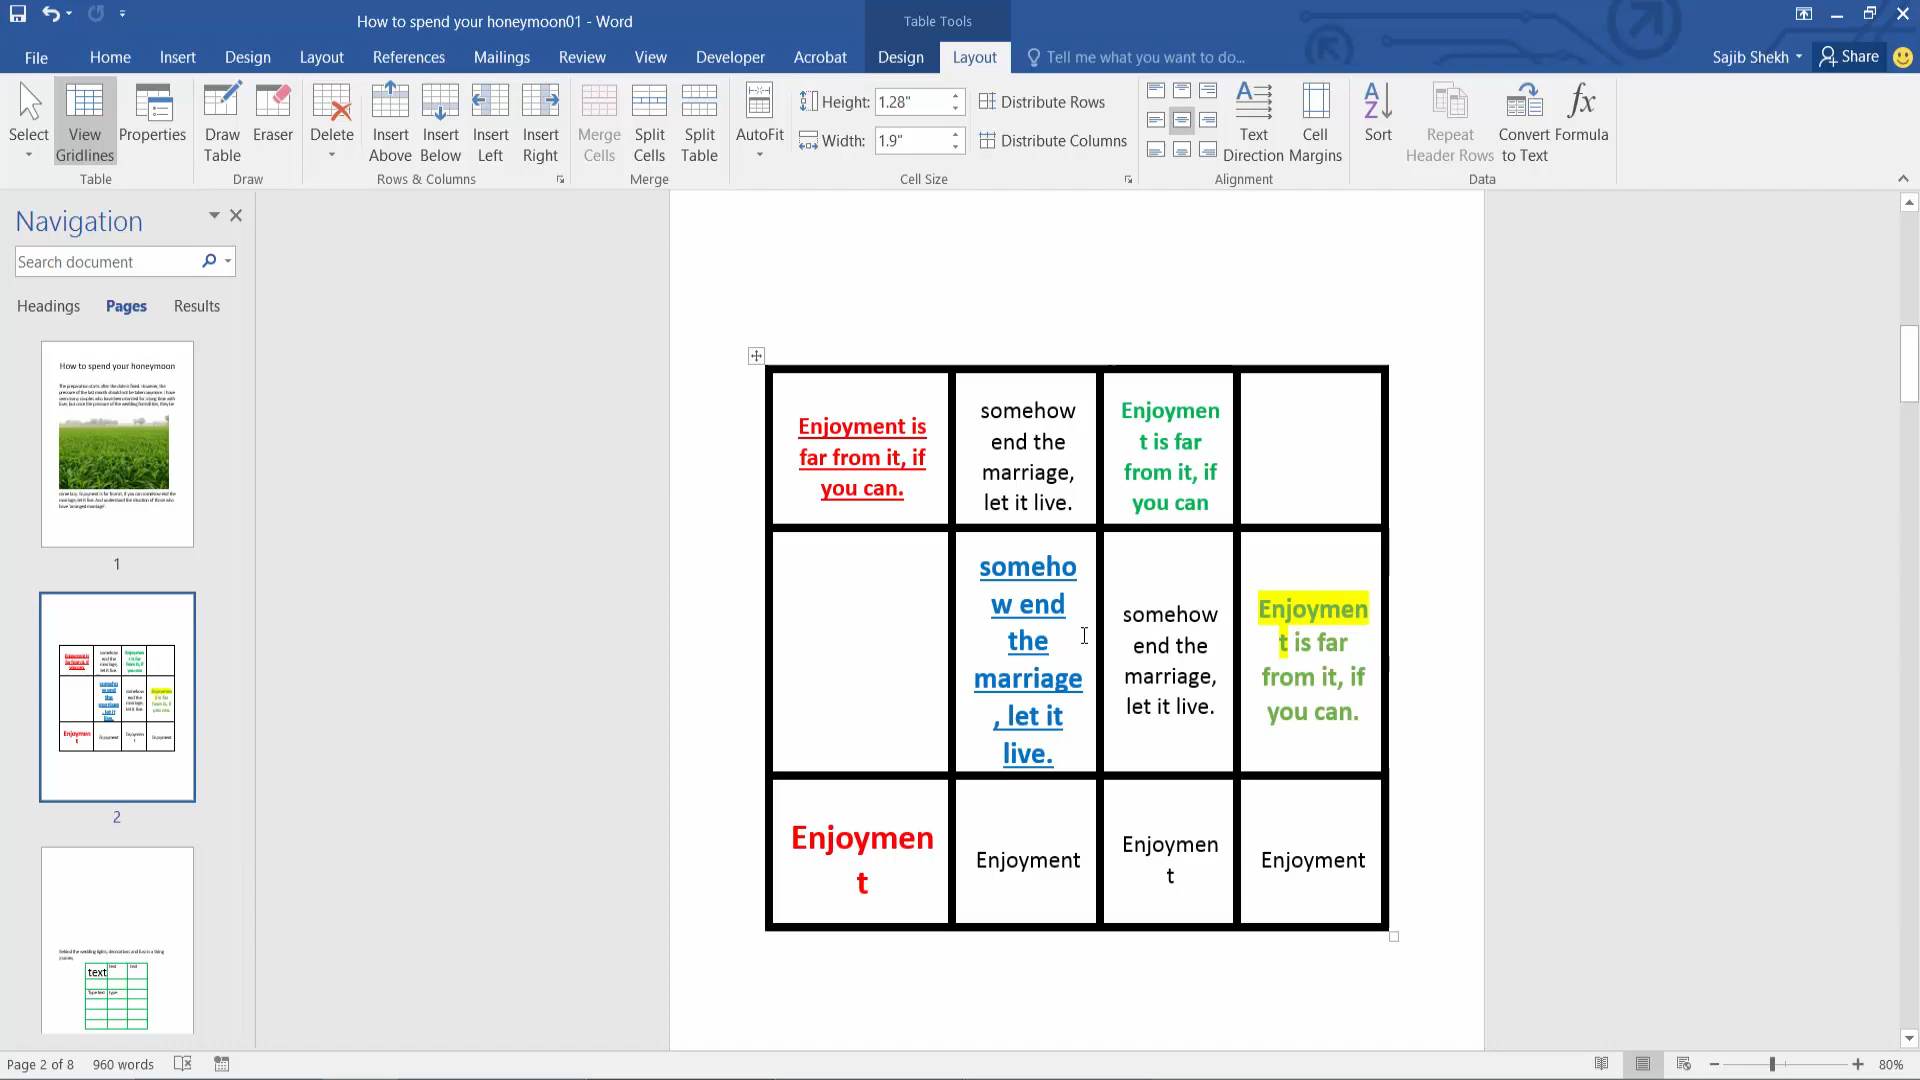 How to spend your honeymoon01 - Word
Table Tools
File
Home
Insert
Design
Layout
References
Mailings
Review
View
Developer
Acrobat
Design
Layout
Tell me what you want to do...
Sajib Shekh
Share
Select
View
Gridlines
Properties
Draw
Table
Eraser
Delete
Insert
Above
Insert
Below
Insert
Left
Insert
Right
Merge
Cells
Split
Cells
Split
Table
AutoFit
Height:
1.28"
Width:
1.9"
Distribute Rows
Distribute Columns
Text
Direction
Cell
Margins
Sort
Repeat
Header Rows
Convert
to Text
Formula
Table
Draw
Rows & Columns
Merge
Cell Size
Alignment
Data
Navigation
Search document
Headings
Pages
Results
How to spend your honeymoon
1
2
text
Enjoyment is
far from it, if
you can.
somehow
end the
marriage,
let it live.
Enjoymen
t is far
from it, if
you can
someho
w end
the
marriage
, let it
live.
somehow
end the
marriage,
let it live.
Enjoymen
t is far
from it, if
you can.
Enjoymen
t
Enjoyment
Enjoymen
t
Enjoyment
Page 2 of 8
960 words
80%